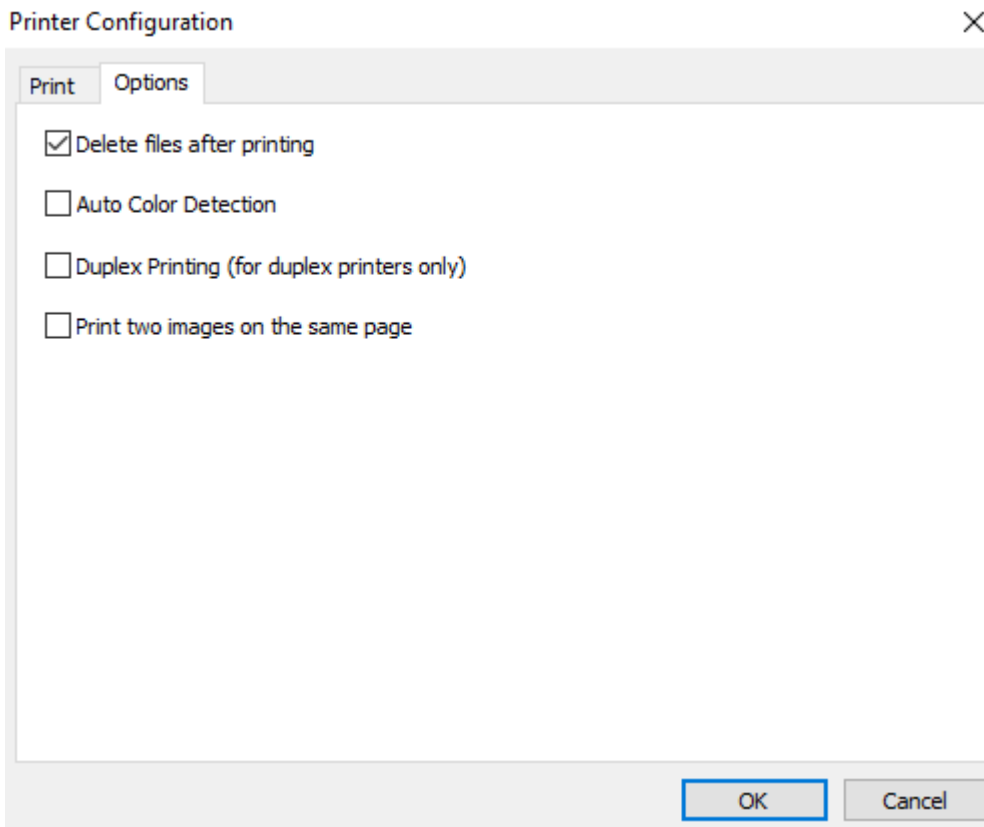 Printer Configuration
Print Options
Delete files after printing
Auto Color Detection
Duplex Printing (for duplex printers only)
Print two images on the same page
OK Cancel